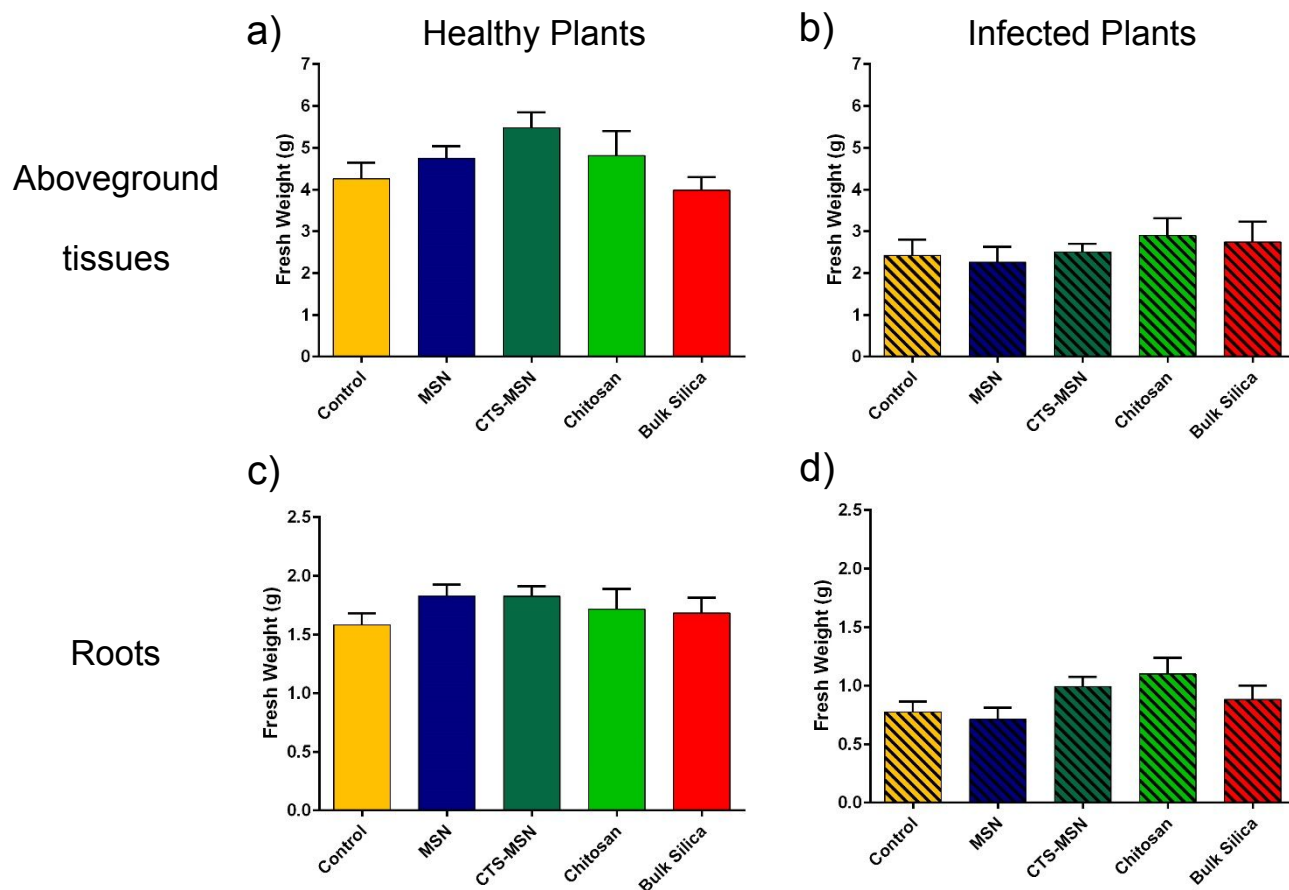 a)
Healthy Plants
b)
Infected Plants
Aboveground
tissues
Fresh Weight (g)
7
6
5
4
3
2
1
0
Control
MSN
CTS-MSN
Chitosan
Bulk Silica
Fresh Weight (g)
7
6
5
4
3
2
1
0
Control
MSN
CTS-MSN
Chitosan
Bulk Silica
c)
d)
Roots
Fresh Weight (g)
2.5
2.0
1.5
1.0
0.5
0.0
Control
MSN
CTS-MSN
Chitosan
Bulk Silica
Fresh Weight (g)
2.5
2.0
1.5
1.0
0.5
0.0
Control
MSN
CTS-MSN
Chitosan
Bulk Silica